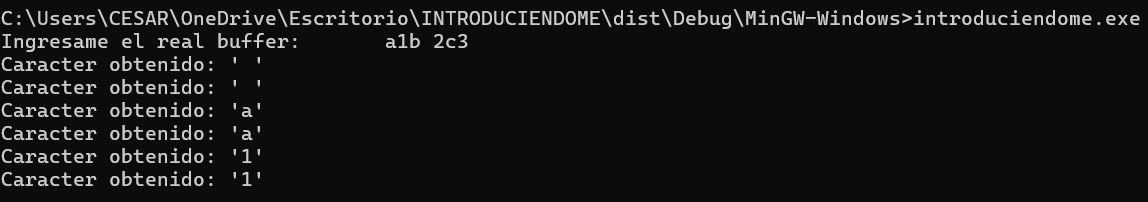 C:\Users\CESAR\OneDrive\Escritorio\INTRODUCIENDOME\dist\Debug\MinGW-Windows>introduciendome.exe
Ingresame el real buffer:       a1b 2c3
Caracter obtenido: ' '
Caracter obtenido: ' '
Caracter obtenido: 'a'
Caracter obtenido: 'a'
Caracter obtenido: '1'
Caracter obtenido: '1'